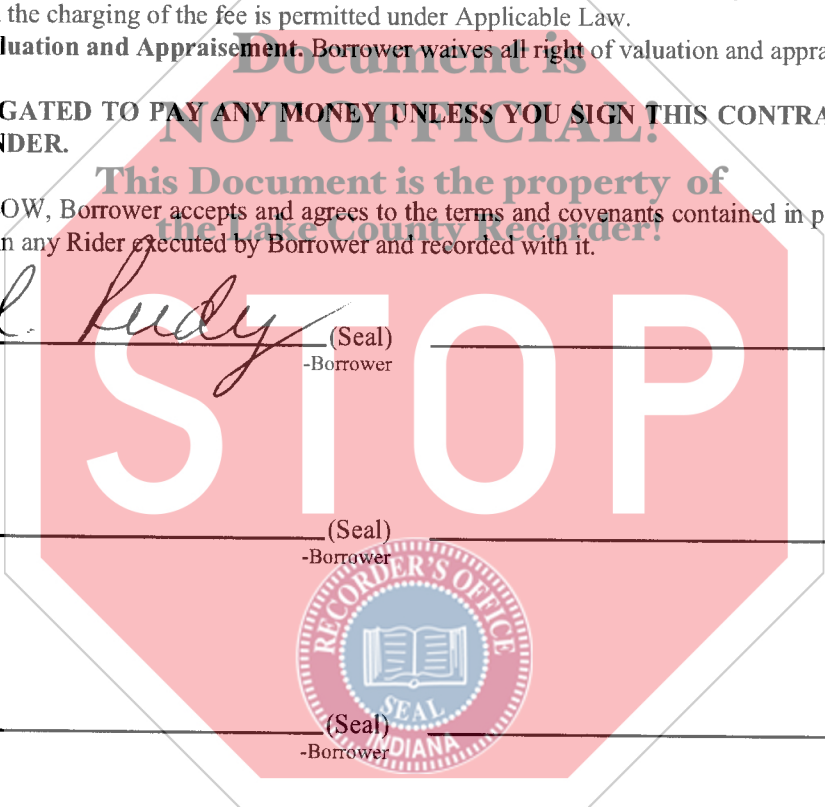 the charging of the fee is permitted under Applicable Law.
luation and Appraisement. Borrower waives all right of valuation and appra
Document is
GATED TO PAY ANY MONEY UNLESS YOU SIGN THIS CONTRA
NOT OFFICIAL!
NDER.
This Document is the property of
OW, Borrower accepts and agrees to the terms and covenants contained in p
the Lake County Recorder!
n any Rider executed by Borrower and recorded with it.
Rudy
(Seal)
-Borrower
STOP
(Seal)
-Borrower
RECORDER'S OFFICE
SEAL
INDIANA
(Seal)
-Borrower